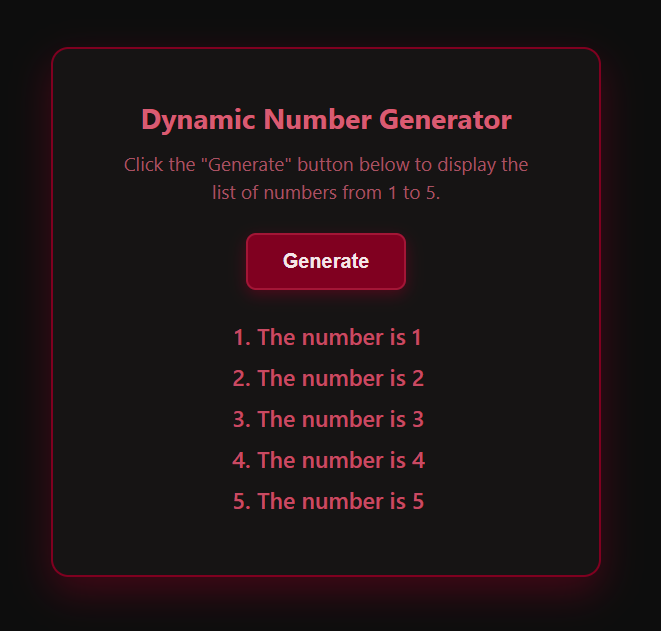 Dynamic Number Generator
Click the "Generate" button below to display the
list of numbers from 1 to 5.
Generate
1. The number is 1
2. The number is 2
3. The number is 3
4. The number is 4
5. The number is 5